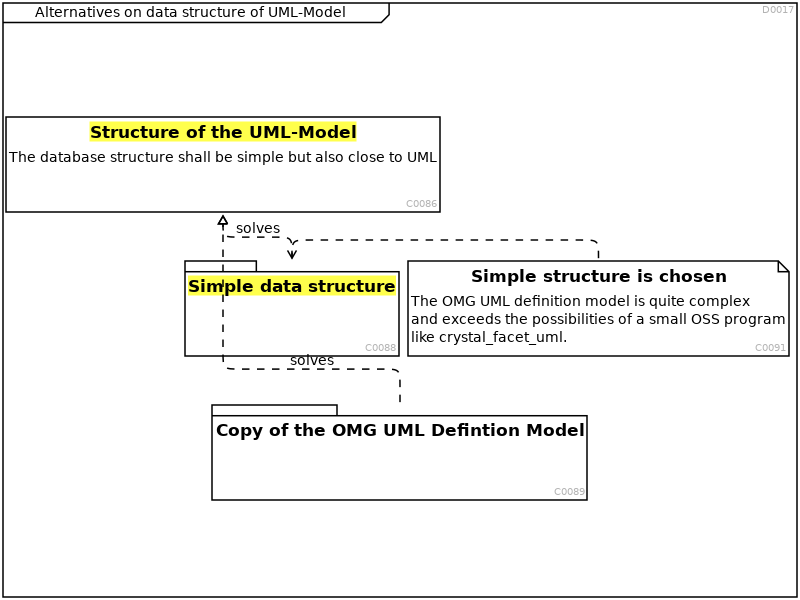 Alternatives on data structure of UML-Model
D0017
Structure of the UML-Model
The database structure shall be simple but also close to UML
C0086
solves
Simple data structure
C0088
Simple structure is chosen
The OMG UML definition model is quite complex
and exceeds the possibilities of a small OSS program
like crystal_facet_uml.
C0091
solves
Copy of the OMG UML Defintion Model
C0089